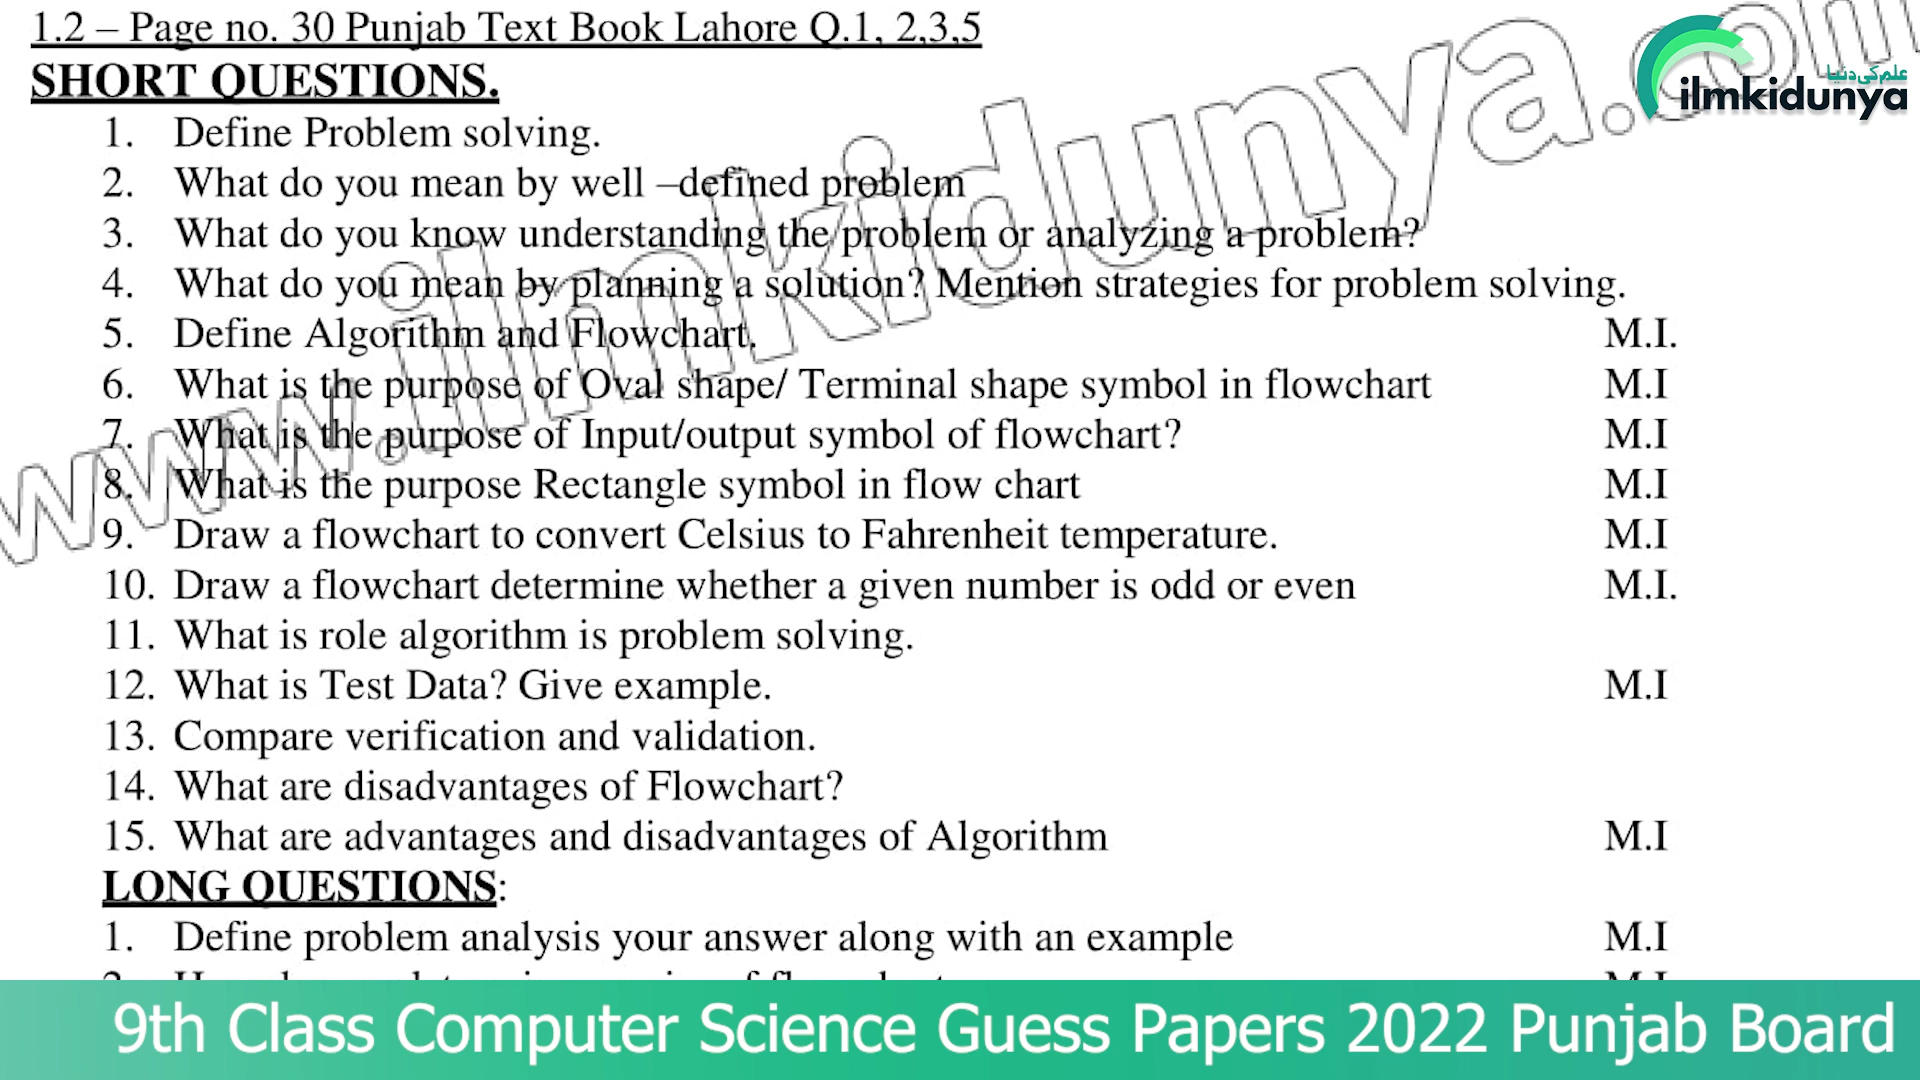 1.2 – Page no. 30 Punjab Text Book Lahore Q.1, 2,3,5
علم کی دنیا
ilmkidunya
SHORT QUESTIONS.
1. Define Problem solving.
2. What do you mean by well –defined problem
3. What do you know understanding the problem or analyzing a problem?
4. What do you mean by planning a solution? Mention strategies for problem solving.
5. Define Algorithm and Flowchart. M.I.
6. What is the purpose of Oval shape/ Terminal shape symbol in flowchart M.I
7. What is the purpose of Input/output symbol of flowchart? M.I
8. What is the purpose Rectangle symbol in flow chart M.I
9. Draw a flowchart to convert Celsius to Fahrenheit temperature. M.I
10. Draw a flowchart determine whether a given number is odd or even M.I.
11. What is role algorithm is problem solving.
12. What is Test Data? Give example. M.I
13. Compare verification and validation.
14. What are disadvantages of Flowchart?
15. What are advantages and disadvantages of Algorithm M.I
LONG QUESTIONS:
1. Define problem analysis your answer along with an example M.I
www.ilmkidunya.com
9th Class Computer Science Guess Papers 2022 Punjab Board